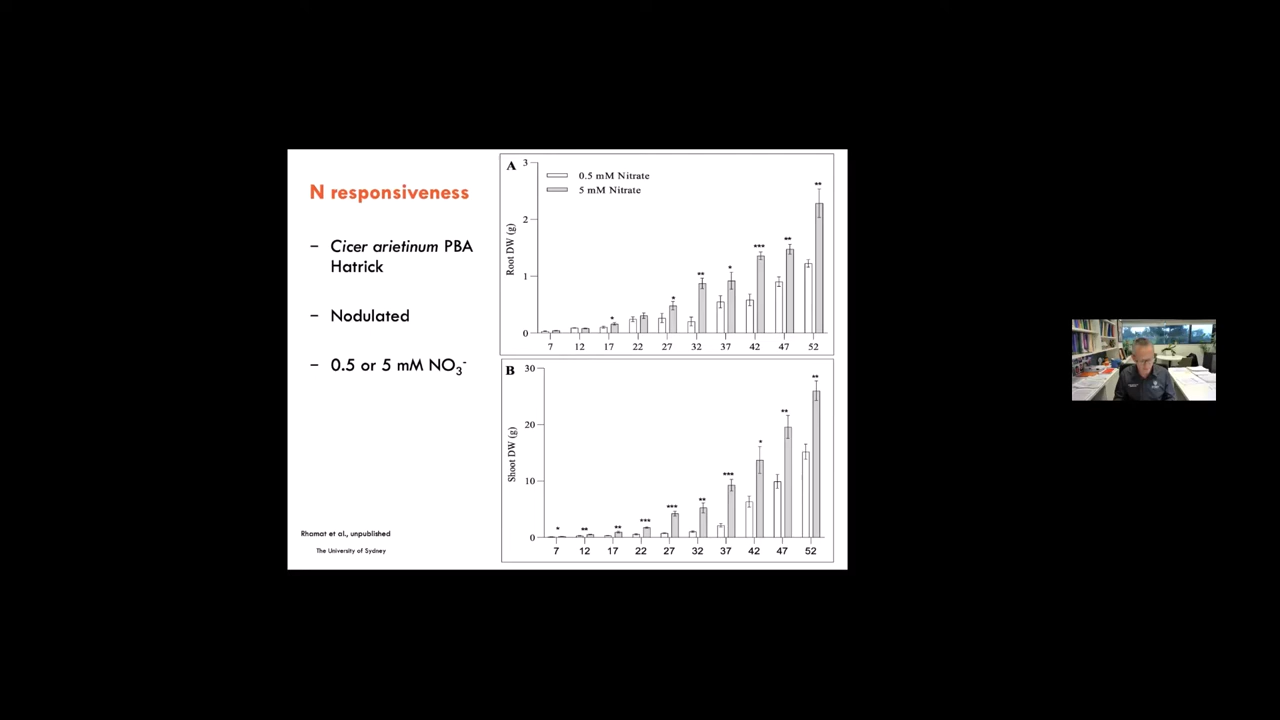 N responsiveness
– Cicer arietinum PBA
Hatrick
– Nodulated
– 0.5 or 5 mM NO₃⁻
Rhamat et al., unpublished
The University of Sydney
A
0.5 mM Nitrate
5 mM Nitrate
Root DW (g)
3
2
1
0
* * ** * *** ** **
7 12 17 22 27 32 37 42 47 52
B
Shoot DW (g)
30
20
10
0
* ** ** *** *** ** *** * ** **
7 12 17 22 27 32 37 42 47 52